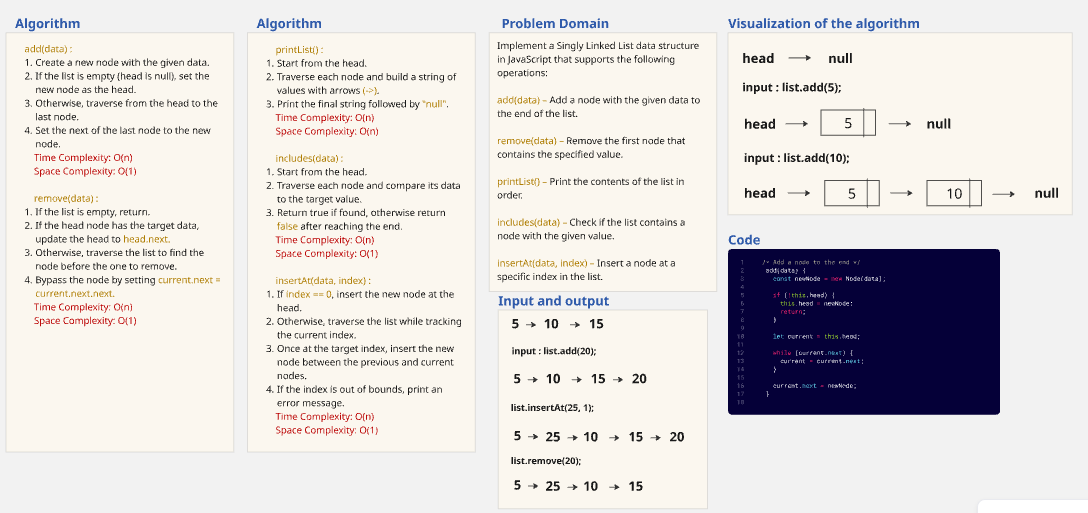 Algorithm
add(data) :
1. Create a new node with the given data.
2. If the list is empty (head is null), set the
new node as the head.
3. Otherwise, traverse from the head to the
last node.
4. Set the next of the last node to the new
node.
Time Complexity: O(n)
Space Complexity: O(1)
remove(data) :
1. If the list is empty, return.
2. If the head node has the target data,
update the head to head.next.
3. Otherwise, traverse the list to find the
node before the one to remove.
4. Bypass the node by setting current.next =
current.next.next.
Time Complexity: O(n)
Space Complexity: O(1)
Algorithm
printList() :
1. Start from the head.
2. Traverse each node and build a string of
values with arrows (->).
3. Print the final string followed by "null".
Time Complexity: O(n)
Space Complexity: O(n)
includes(data) :
1. Start from the head.
2. Traverse each node and compare its data
to the target value.
3. Return true if found, otherwise return
false after reaching the end.
Time Complexity: O(n)
Space Complexity: O(1)
insertAt(data, index) :
1. If index == 0, insert the new node at the
head.
2. Otherwise, traverse the list while tracking
the current index.
3. Once at the target index, insert the new
node between the previous and current
nodes.
4. If the index is out of bounds, print an
error message.
Time Complexity: O(n)
Space Complexity: O(1)
Problem Domain
Implement a Singly Linked List data structure
in JavaScript that supports the following
operations:
add(data) – Add a node with the given data to
the end of the list.
remove(data) – Remove the first node that
contains the specified value.
printList() – Print the contents of the list in
order.
includes(data) – Check if the list contains a
node with the given value.
insertAt(data, index) – Insert a node at a
specific index in the list.
Input and output
5 → 10 → 15
input : list.add(20);
5 → 10 → 15 → 20
list.insertAt(25, 1);
5 → 25 → 10 → 15 → 20
list.remove(20);
5 → 25 → 10 → 15
Visualization of the algorithm
head → null
input : list.add(5);
head → 5 → null
input : list.add(10);
head → 5 → 10 → null
Code
1 /* Add a node to the end */
2 add(data) {
3 const newNode = new Node(data);
4
5 if (!this.head) {
6 this.head = newNode;
7 return;
8 }
9
10 let current = this.head;
11
12 while (current.next) {
13 current = current.next;
14 }
15
16 current.next = newNode;
17 }
18